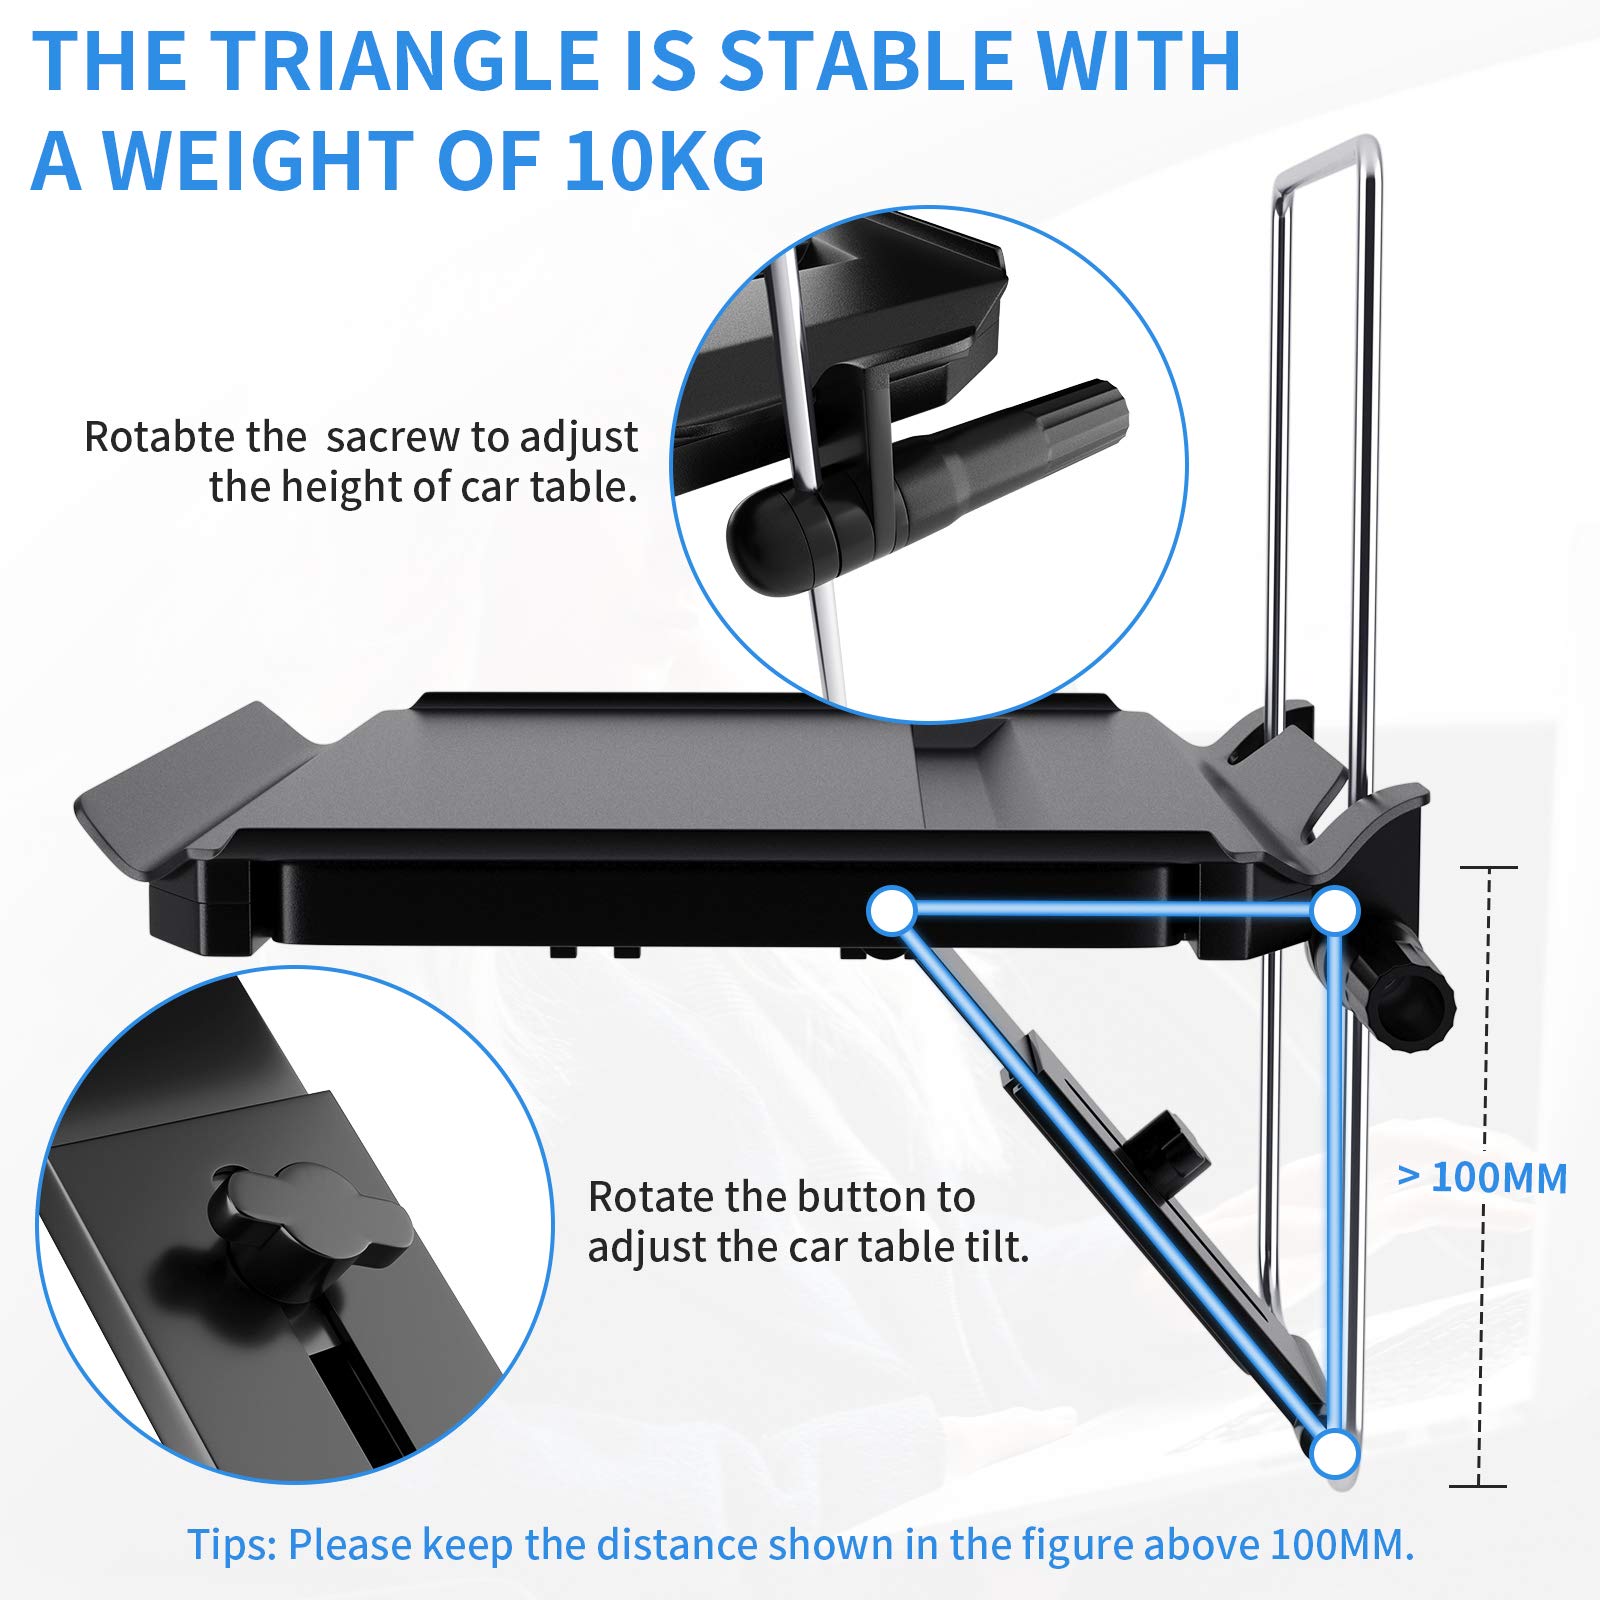 THE TRIANGLE IS STABLE WITH
A WEIGHT OF 10KG
Rotabte the  sacrew to adjust
the height of car table.
> 100MM
Rotate the button to
adjust the car table tilt.
Tips: Please keep the distance shown in the figure above 100MM.